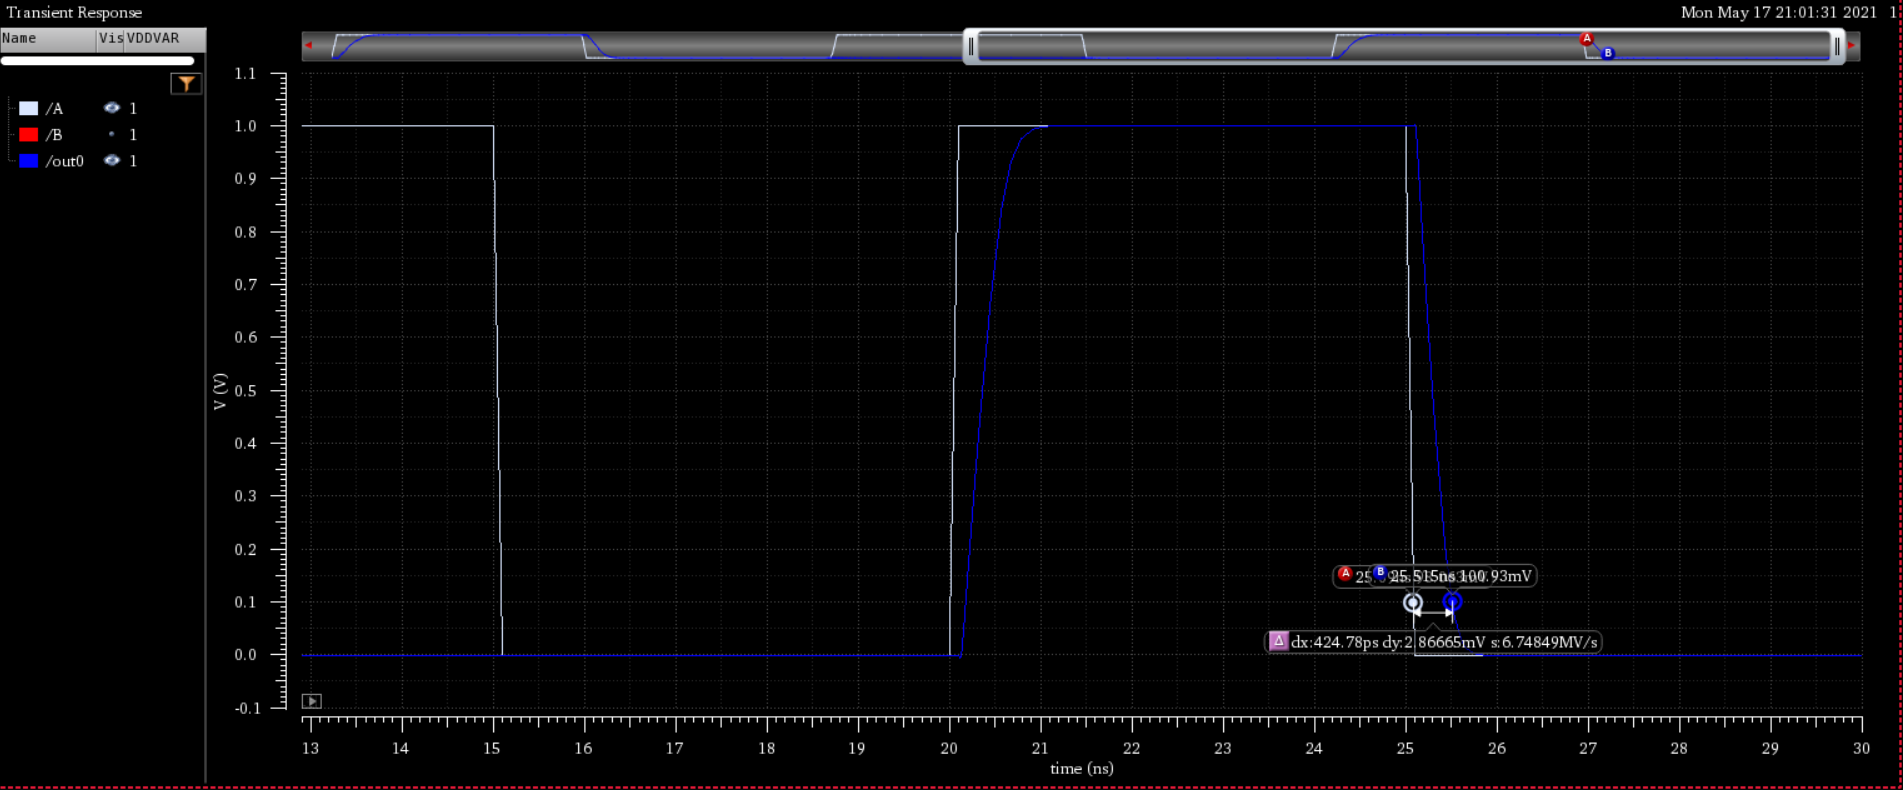 Transient Response
Mon May 17 21:01:31 2021 1
Name Vis VDDVAR
/A 1
/B 1
/out0 1
A
B
1.1
1.0
0.9
0.8
0.7
0.6
0.5
0.4
0.3
0.2
0.1
0.0
-0.1
V (V)
A 25.
B 25.515ns 100.93mV
Δ dx:424.78ps dy:2.86665mV s:6.74849MV/s
13 14 15 16 17 18 19 20 21 22 23 24 25 26 27 28 29 30
time (ns)